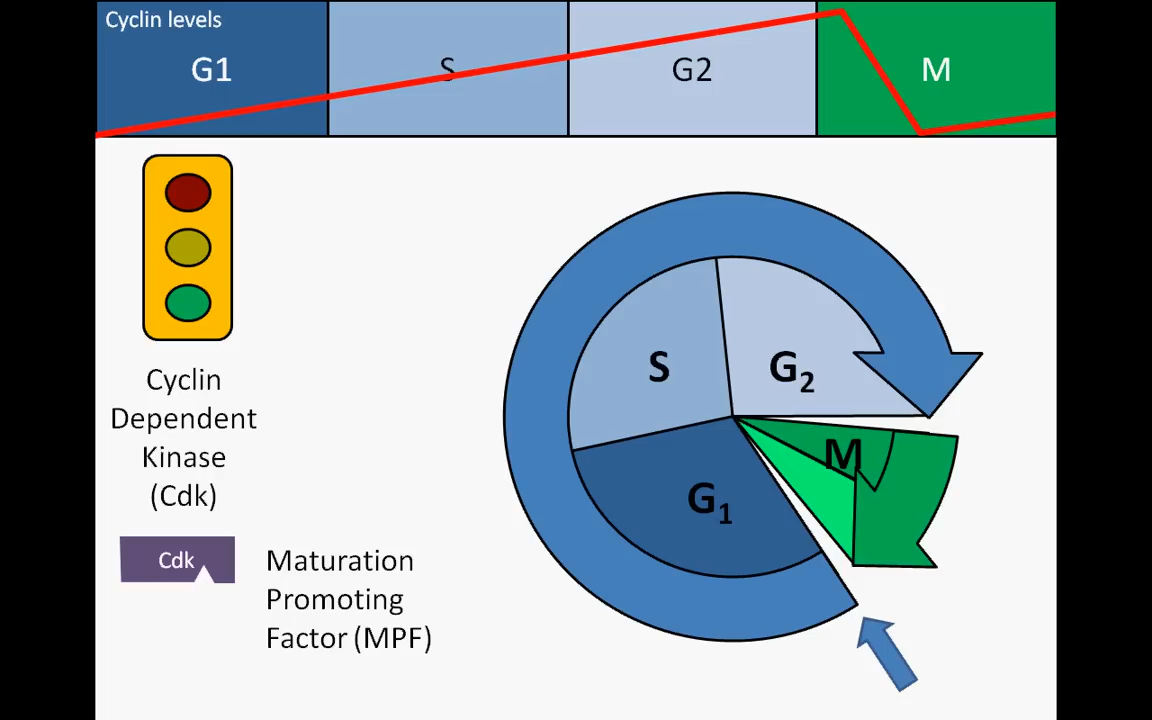 Cyclin levels
G1
S
G2
M
Cyclin
Dependent
Kinase
(Cdk)
Cdk
Maturation
Promoting
Factor (MPF)
S
G2
M
G1